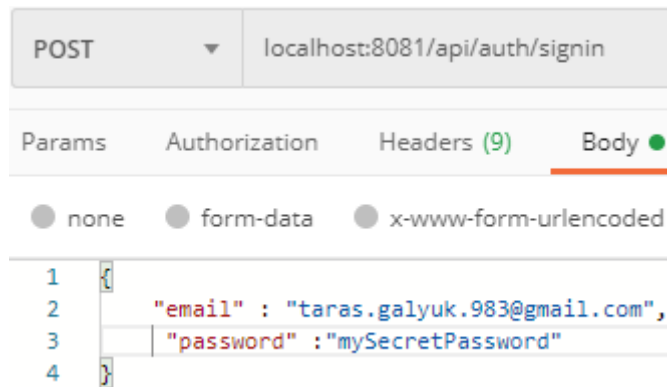 POST localhost:8081/api/auth/signin
Params Authorization Headers (9) Body
none form-data x-www-form-urlencoded
1 {
2 "email" : "taras.galyuk.983@gmail.com",
3 "password" :"mySecretPassword"
4 }